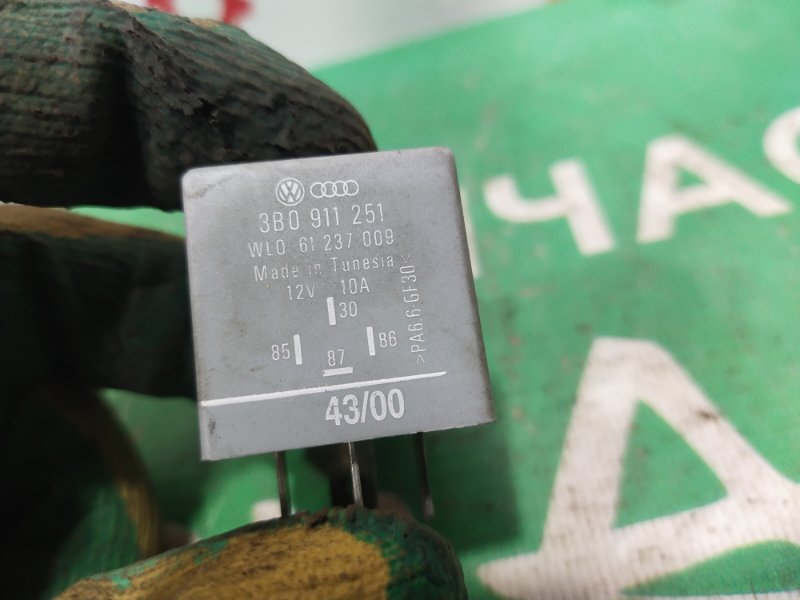 3B0 911 251
WLO 61 237 009
Made in Tunesia
12V 10A
30
85
86
87
>PA6 6 GF30<
43/00
ЧАС
Д